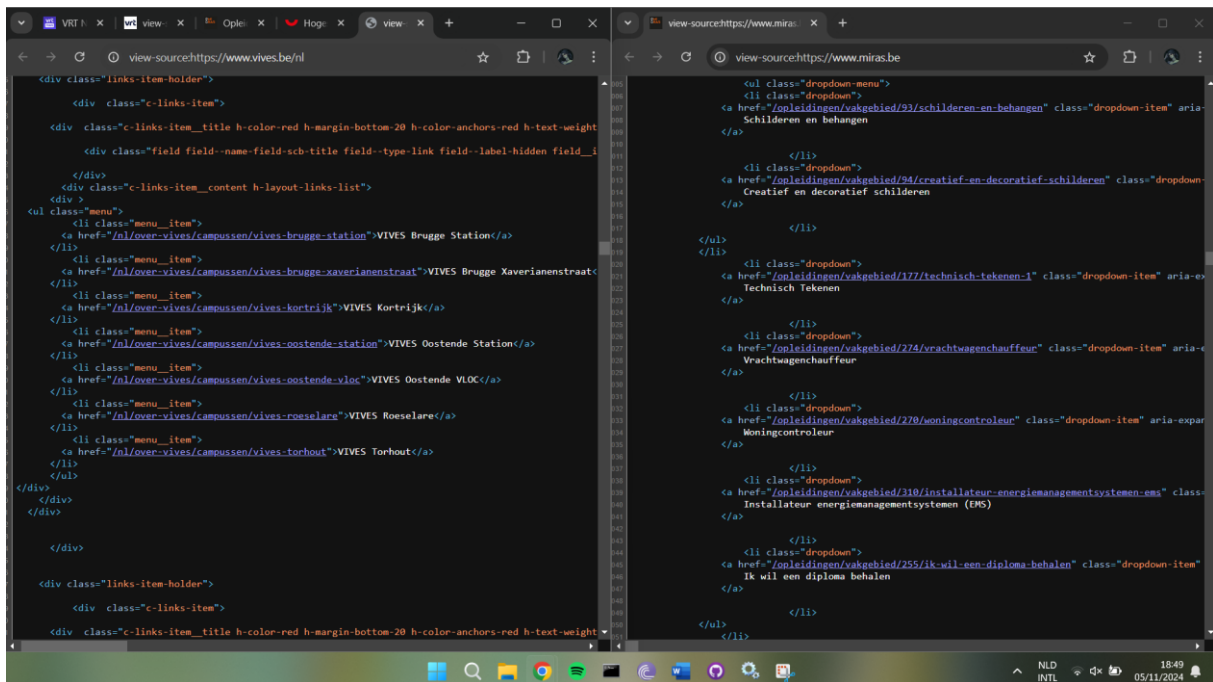 VRT N
view-s
Oplei
Hoge
view-
view-source:https://www.vives.be/nl
<div class="links-item-holder">
<div class="c-links-item">
<div class="c-links-item__title h-color-red h-margin-bottom-20 h-color-anchors-red h-text-weight
<div class="field field--name-field-scb-title field--type-link field--label-hidden field__i
</div>
<div class="c-links-item__content h-layout-links-list">
<div >
<ul class="menu">
<li class="menu__item">
<a href="/nl/over-vives/campussen/vives-brugge-station">VIVES Brugge Station</a>
</li>
<li class="menu__item">
<a href="/nl/over-vives/campussen/vives-brugge-xaverianenstraat">VIVES Brugge Xaverianenstraat<
</li>
<li class="menu__item">
<a href="/nl/over-vives/campussen/vives-kortrijk">VIVES Kortrijk</a>
</li>
<li class="menu__item">
<a href="/nl/over-vives/campussen/vives-oostende-station">VIVES Oostende Station</a>
</li>
<li class="menu__item">
<a href="/nl/over-vives/campussen/vives-oostende-vloc">VIVES Oostende VLOC</a>
</li>
<li class="menu__item">
<a href="/nl/over-vives/campussen/vives-roeselare">VIVES Roeselare</a>
</li>
<li class="menu__item">
<a href="/nl/over-vives/campussen/vives-torhout">VIVES Torhout</a>
</li>
</ul>
</div>
</div>
</div>
</div>
<div class="links-item-holder">
<div class="c-links-item">
<div class="c-links-item__title h-color-red h-margin-bottom-20 h-color-anchors-red h-text-weight
view-source:https://www.miras.
view-source:https://www.miras.be
<ul class="dropdown-menu">
<li class="dropdown">
<a href="/opleidingen/vakgebied/93/schilderen-en-behangen" class="dropdown-item" aria-
Schilderen en behangen
</a>
</li>
<li class="dropdown">
<a href="/opleidingen/vakgebied/94/creatief-en-decoratief-schilderen" class="dropdown-
Creatief en decoratief schilderen
</a>
</li>
</ul>
</li>
<li class="dropdown">
<a href="/opleidingen/vakgebied/177/technisch-tekenen-1" class="dropdown-item" aria-ex
Technisch Tekenen
</a>
</li>
<li class="dropdown">
<a href="/opleidingen/vakgebied/274/vrachtwagenchauffeur" class="dropdown-item" aria-e
Vrachtwagenchauffeur
</a>
</li>
<li class="dropdown">
<a href="/opleidingen/vakgebied/270/woningcontroleur" class="dropdown-item" aria-expan
Woningcontroleur
</a>
</li>
<li class="dropdown">
<a href="/opleidingen/vakgebied/310/installateur-energiemanagementsystemen-ems" class=
Installateur energiemanagementsystemen (EMS)
</a>
</li>
<li class="dropdown">
<a href="/opleidingen/vakgebied/255/ik-wil-een-diploma-behalen" class="dropdown-item"
Ik wil een diploma behalen
</a>
</li>
</ul>
</li>
NLD
INTL
18:49
05/11/2024